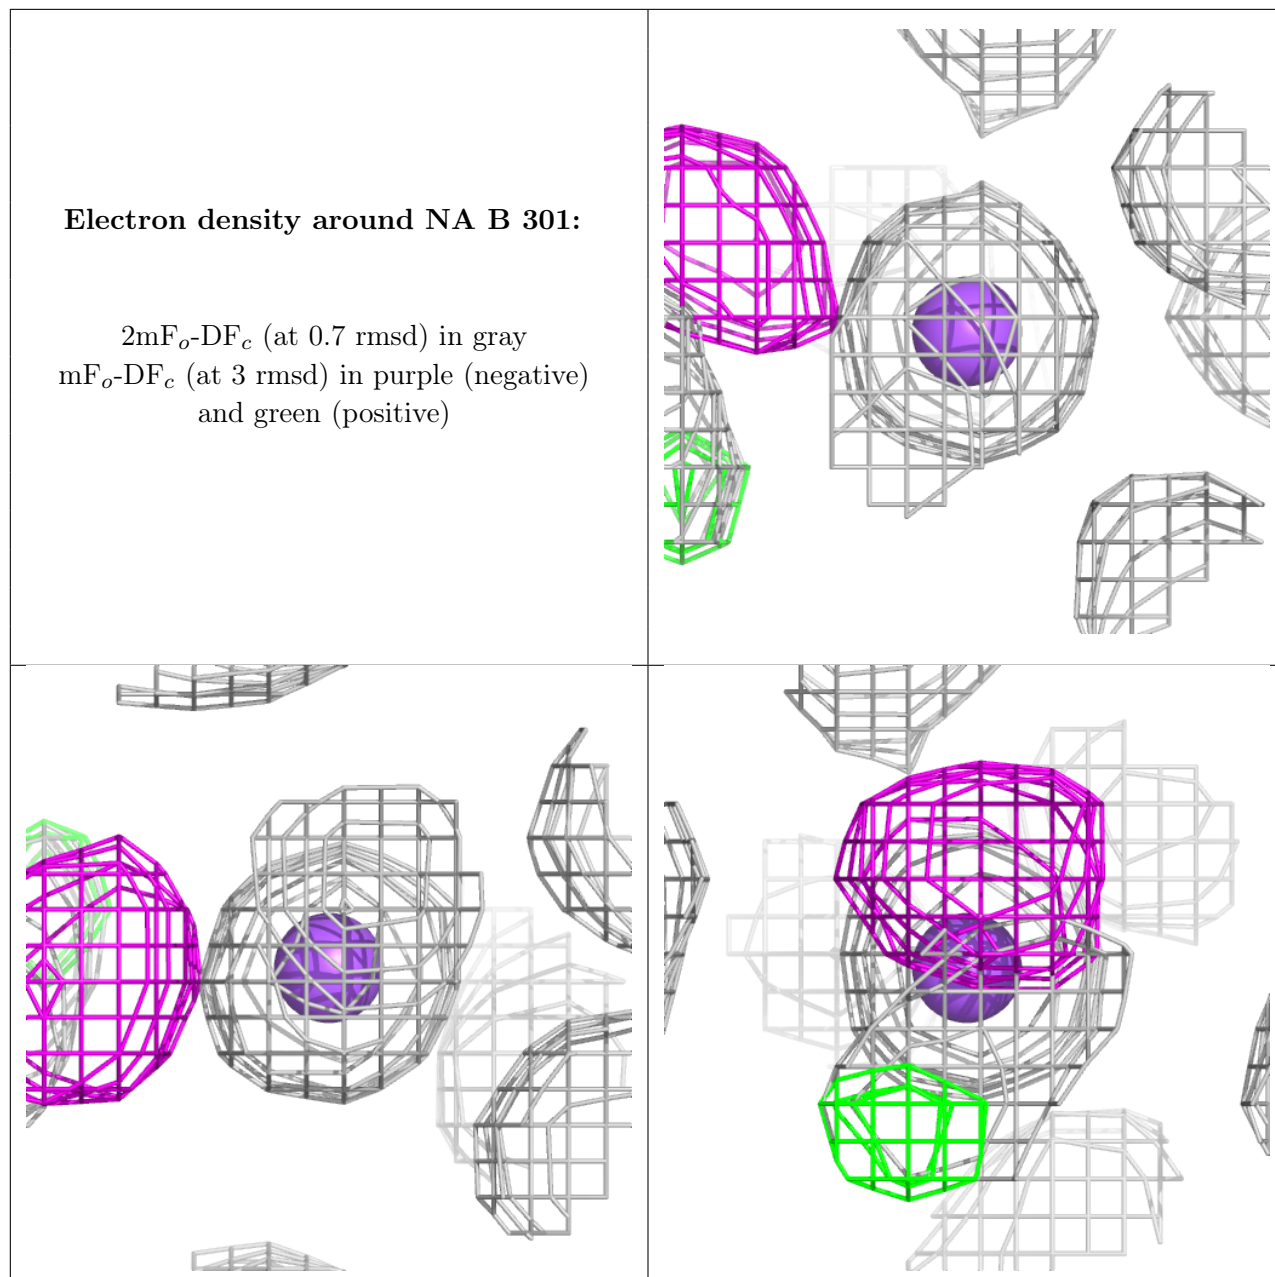 Electron density around NA B 301:
2mFo-DFc (at 0.7 rmsd) in gray
mFo-DFc (at 3 rmsd) in purple (negative)
and green (positive)
N